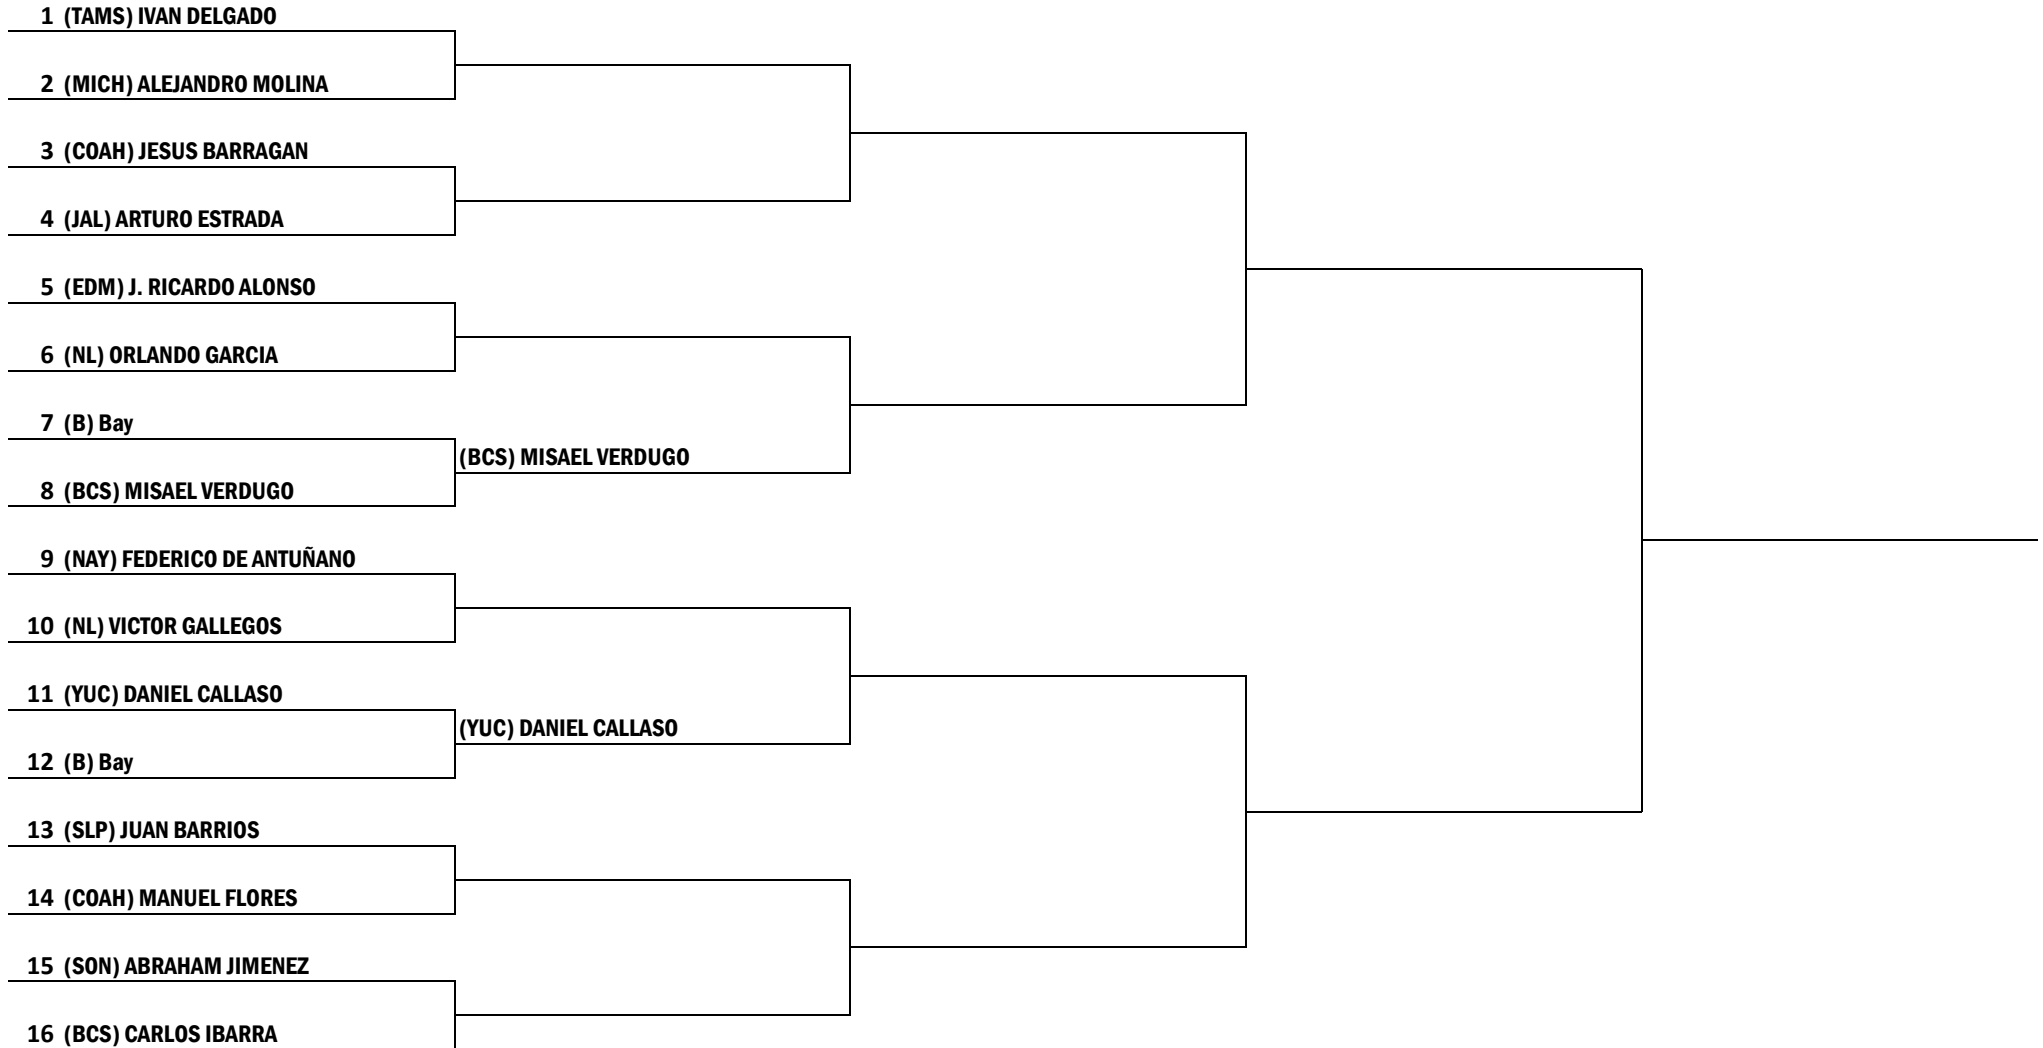 1 (TAMS) IVAN DELGADO
2 (MICH) ALEJANDRO MOLINA
3 (COAH) JESUS BARRAGAN
4 (JAL) ARTURO ESTRADA
5 (EDM) J. RICARDO ALONSO
6 (NL) ORLANDO GARCIA
7 (B) Bay
(BCS) MISAEL VERDUGO
8 (BCS) MISAEL VERDUGO
9 (NAY) FEDERICO DE ANTUÑANO
10 (NL) VICTOR GALLEGOS
11 (YUC) DANIEL CALLASO
(YUC) DANIEL CALLASO
12 (B) Bay
13 (SLP) JUAN BARRIOS
14 (COAH) MANUEL FLORES
15 (SON) ABRAHAM JIMENEZ
16 (BCS) CARLOS IBARRA